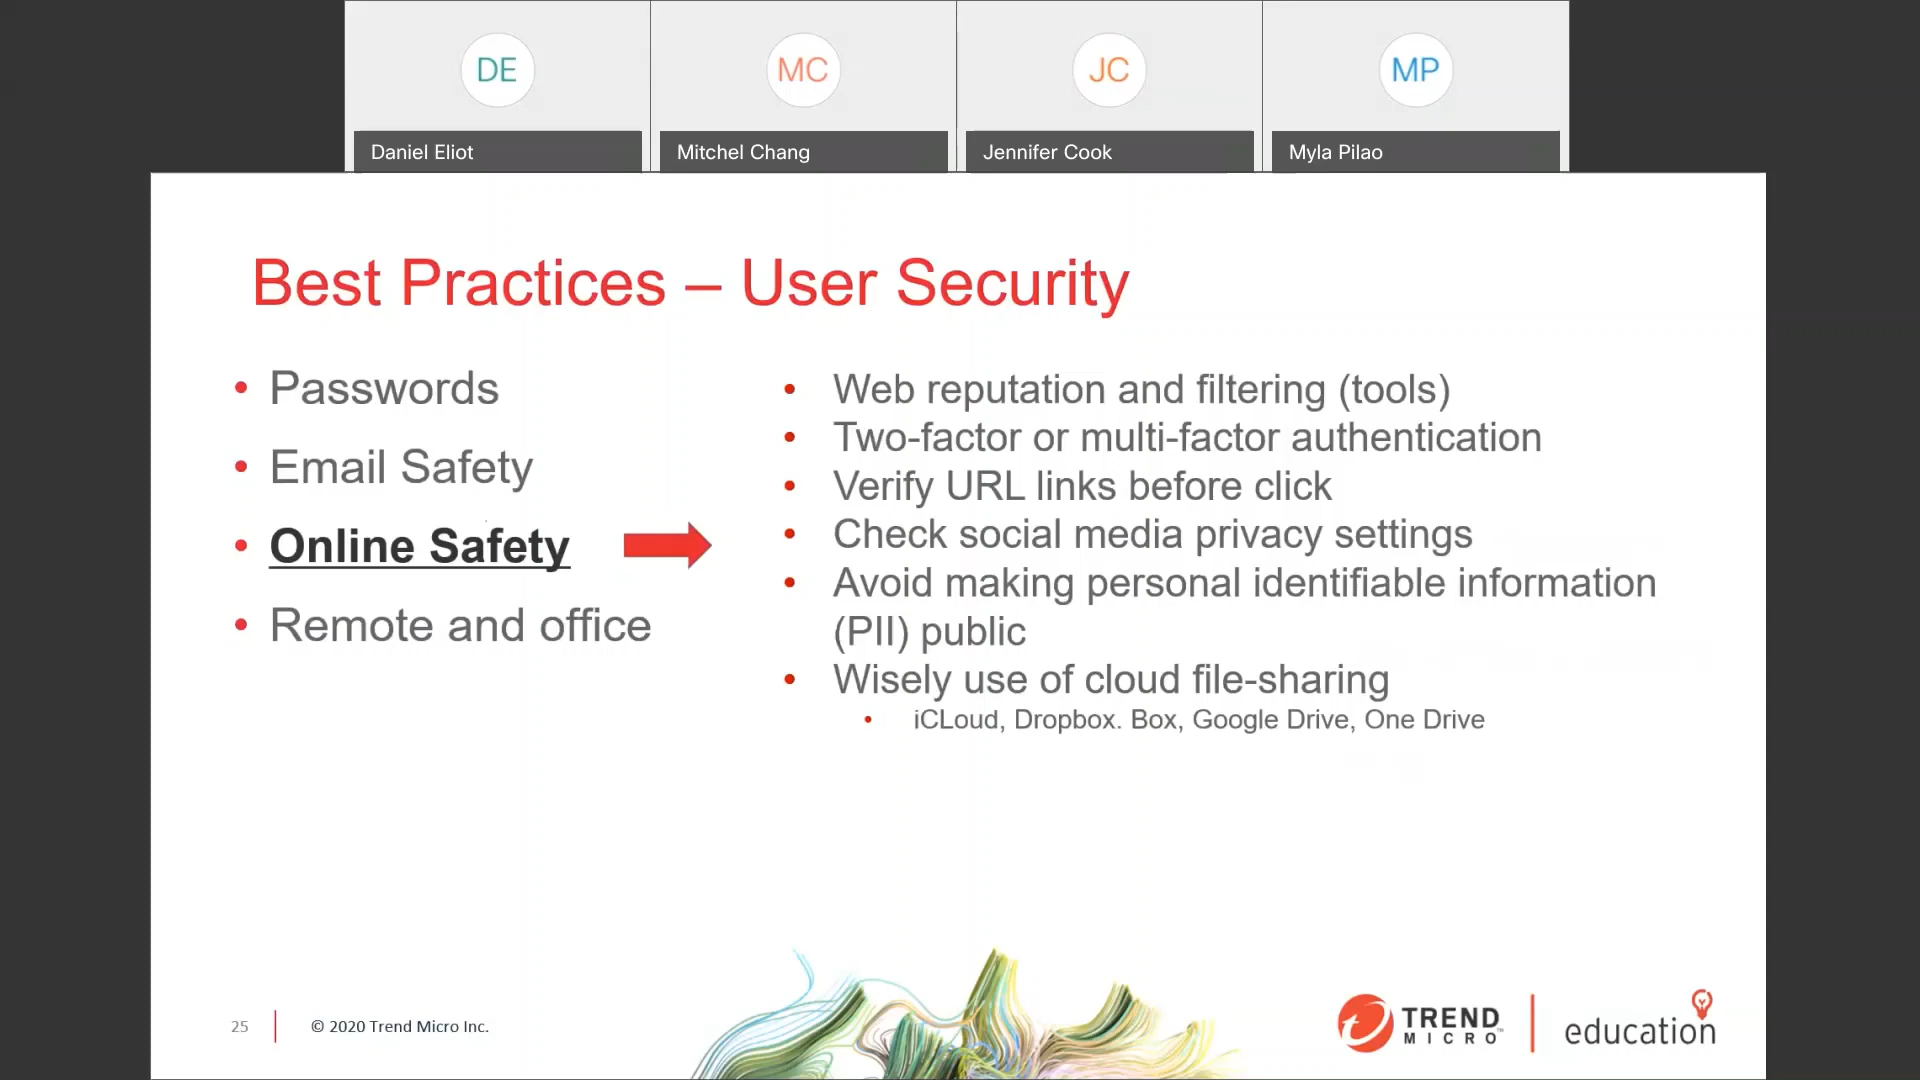 DE
MC
JC
MP
Daniel Eliot
Mitchel Chang
Jennifer Cook
Myla Pilao
Best Practices – User Security
• Passwords
• Email Safety
• Online Safety
• Remote and office
• Web reputation and filtering (tools)
• Two-factor or multi-factor authentication
• Verify URL links before click
• Check social media privacy settings
• Avoid making personal identifiable information
(PII) public
• Wisely use of cloud file-sharing
• iCLoud, Dropbox. Box, Google Drive, One Drive
25
© 2020 Trend Micro Inc.
TREND
MICRO™
education